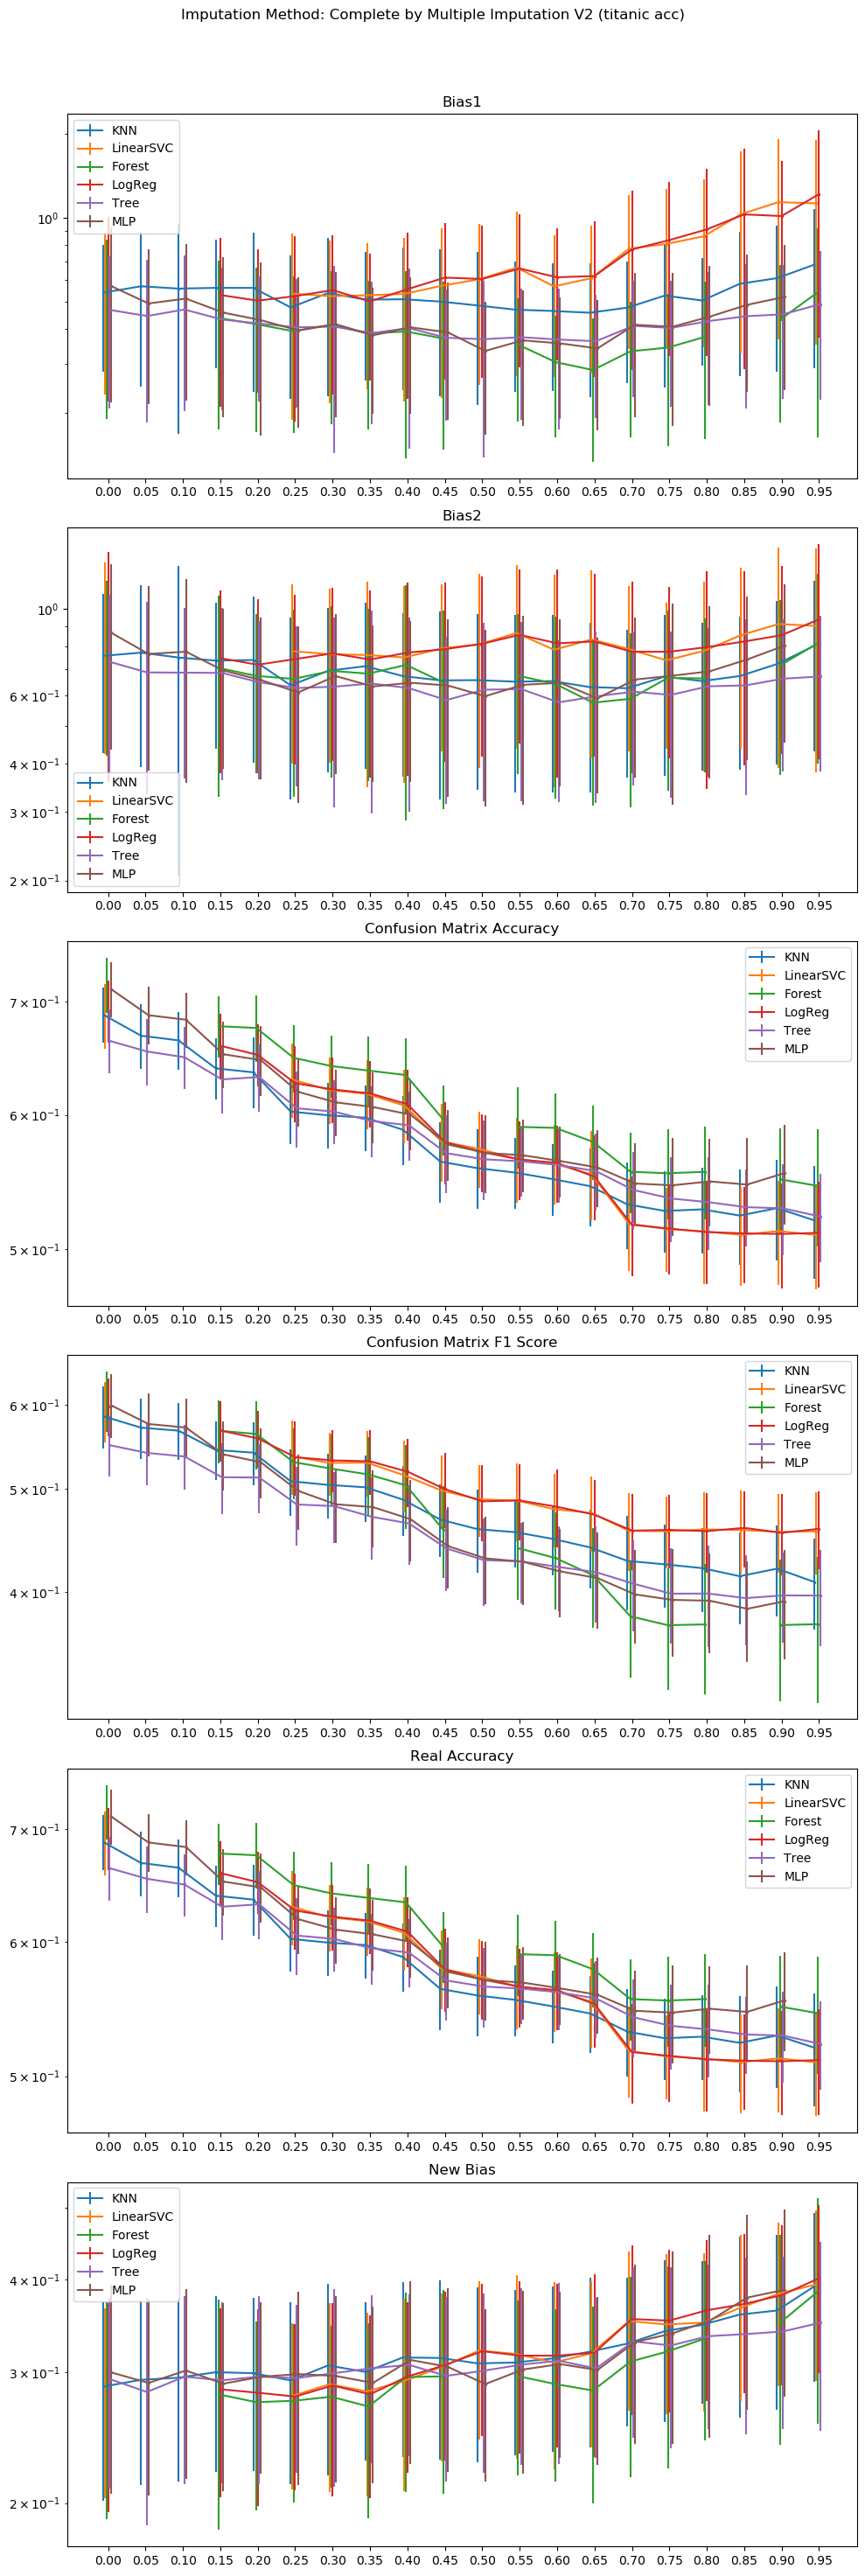 Imputation Method: Complete by Multiple Imputation V2 (titanic acc)
Bias1
KNN
LinearSVC
Forest
LogReg
Tree
MLP
10⁰
0.00 0.05 0.10 0.15 0.20 0.25 0.30 0.35 0.40 0.45 0.50 0.55 0.60 0.65 0.70 0.75 0.80 0.85 0.90 0.95
Bias2
10⁰
6 × 10⁻¹
4 × 10⁻¹
3 × 10⁻¹
2 × 10⁻¹
KNN
LinearSVC
Forest
LogReg
Tree
MLP
0.00 0.05 0.10 0.15 0.20 0.25 0.30 0.35 0.40 0.45 0.50 0.55 0.60 0.65 0.70 0.75 0.80 0.85 0.90 0.95
Confusion Matrix Accuracy
7 × 10⁻¹
6 × 10⁻¹
5 × 10⁻¹
KNN
LinearSVC
Forest
LogReg
Tree
MLP
0.00 0.05 0.10 0.15 0.20 0.25 0.30 0.35 0.40 0.45 0.50 0.55 0.60 0.65 0.70 0.75 0.80 0.85 0.90 0.95
Confusion Matrix F1 Score
6 × 10⁻¹
5 × 10⁻¹
4 × 10⁻¹
KNN
LinearSVC
Forest
LogReg
Tree
MLP
0.00 0.05 0.10 0.15 0.20 0.25 0.30 0.35 0.40 0.45 0.50 0.55 0.60 0.65 0.70 0.75 0.80 0.85 0.90 0.95
Real Accuracy
7 × 10⁻¹
6 × 10⁻¹
5 × 10⁻¹
KNN
LinearSVC
Forest
LogReg
Tree
MLP
0.00 0.05 0.10 0.15 0.20 0.25 0.30 0.35 0.40 0.45 0.50 0.55 0.60 0.65 0.70 0.75 0.80 0.85 0.90 0.95
New Bias
KNN
LinearSVC
Forest
LogReg
Tree
MLP
4 × 10⁻¹
3 × 10⁻¹
2 × 10⁻¹
0.00 0.05 0.10 0.15 0.20 0.25 0.30 0.35 0.40 0.45 0.50 0.55 0.60 0.65 0.70 0.75 0.80 0.85 0.90 0.95